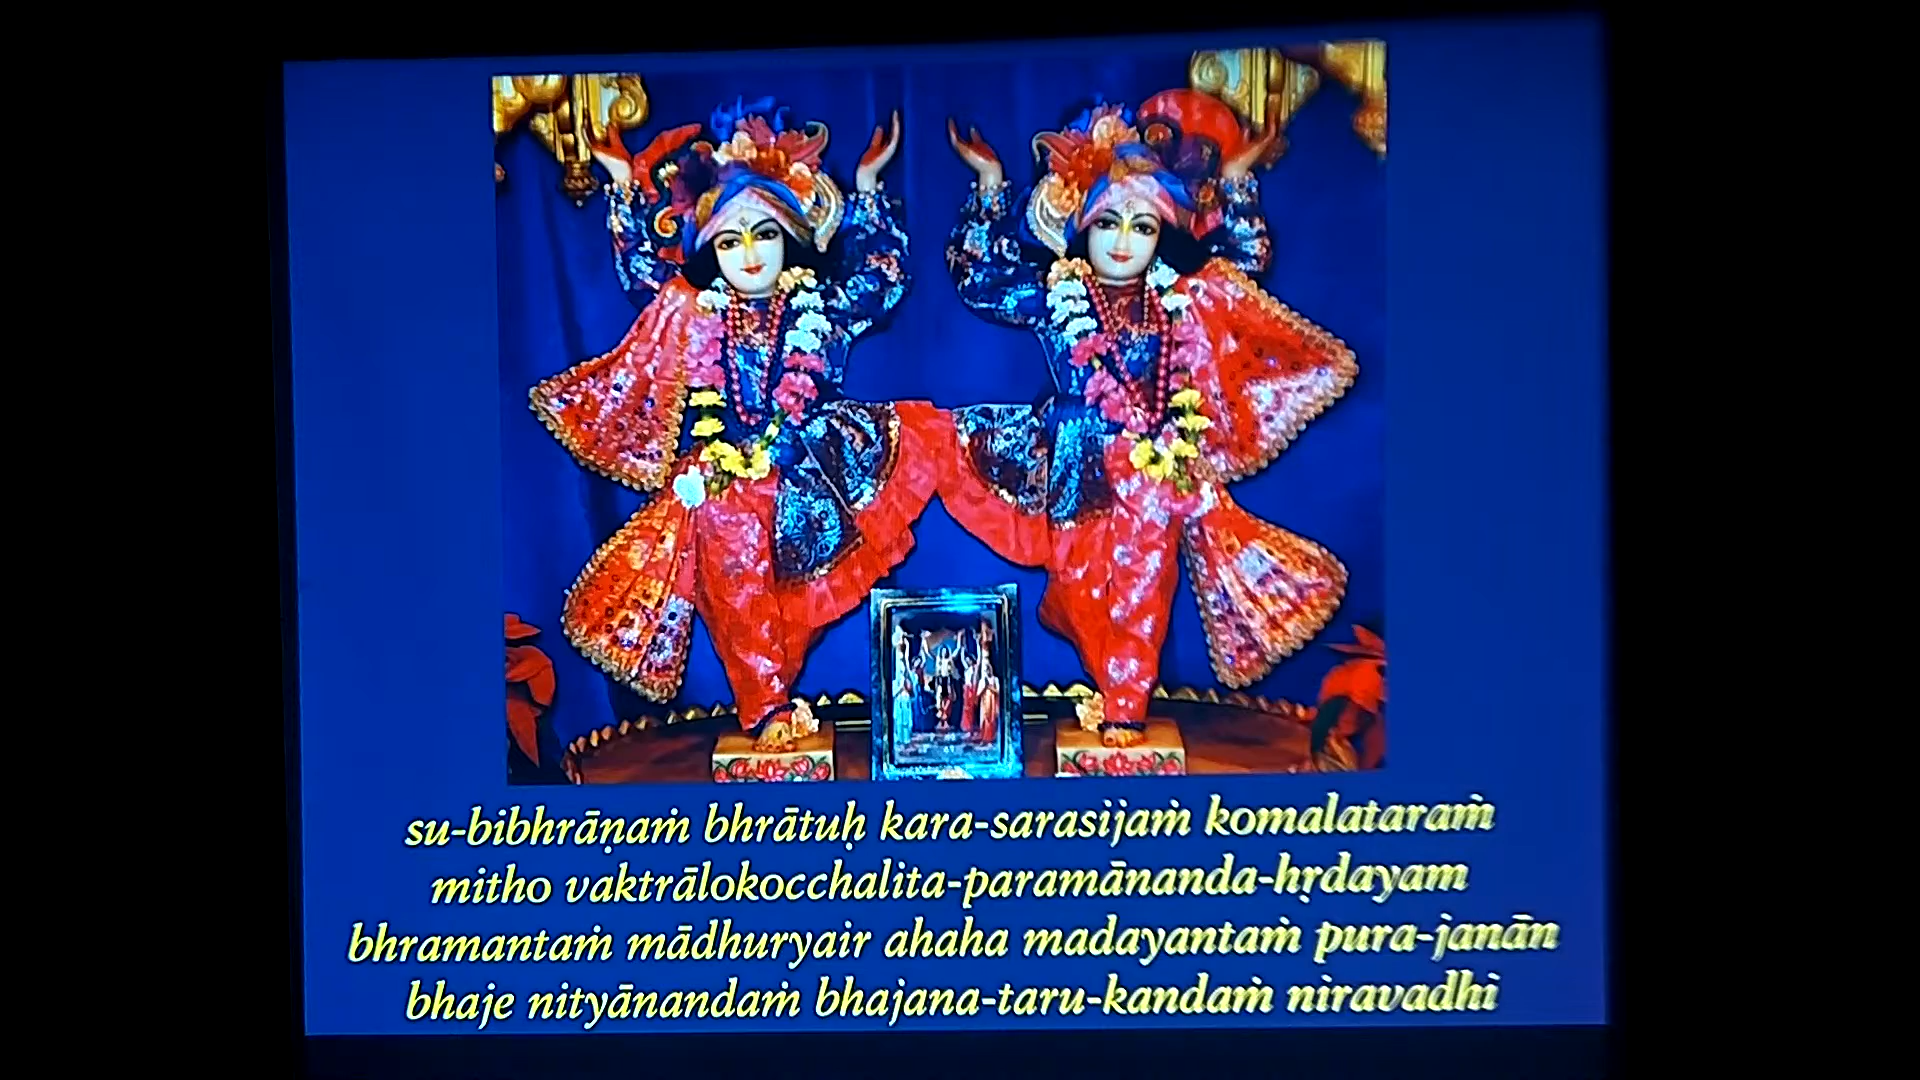 su-bibhrāṇaṁ bhrātuḥ kara-sarasijaṁ komalataraṁ
mitho vaktrālokocchalita-paramānanda-hṛdayam
bhramantaṁ mādhuryair ahaha madayantaṁ pura-janān
bhaje nityānandaṁ bhajana-taru-kandaṁ niravadhi